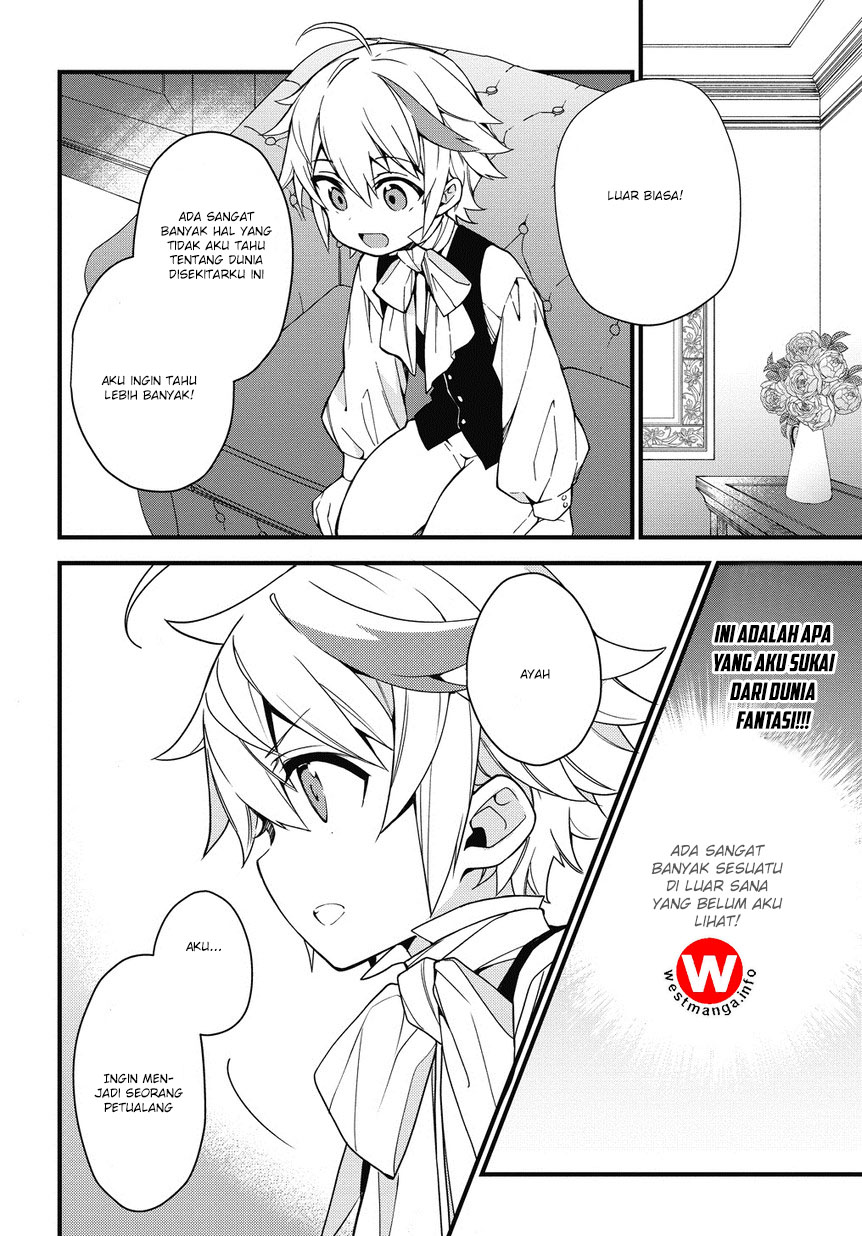 LUAR BIASA!
ADA SANGAT
BANYAK HAL YANG
TIDAK AKU TAHU
TENTANG DUNIA
DISEKITARKU INI
AKU INGIN TAHU
LEBIH BANYAK!
INI ADALAH APA
YANG AKU SUKAI
DARI DUNIA
FANTASI!!!
ADA SANGAT
BANYAK SESUATU
DI LUAR SANA
YANG BELUM AKU
LIHAT!
W
westmanga.info
AYAH
AKU...
INGIN MEN-
JADI SEORANG
PETUALANG